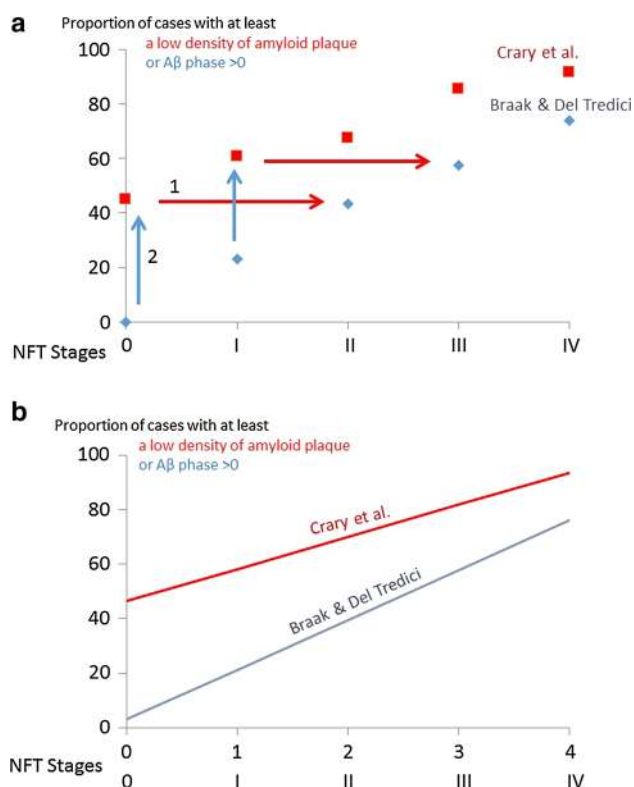 a
Proportion of cases with at least
a low density of amyloid plaque
or Aβ phase >0
100
80
60
40
20
0
Crary et al.
Braak & Del Tredici
1
2
NFT Stages
0 I II III IV
b
Proportion of cases with at least
a low density of amyloid plaque
or Aβ phase >0
100
80
60
40
20
0
Crary et al.
Braak & Del Tredici
0 1 2 3 4
NFT Stages
0 I II III IV